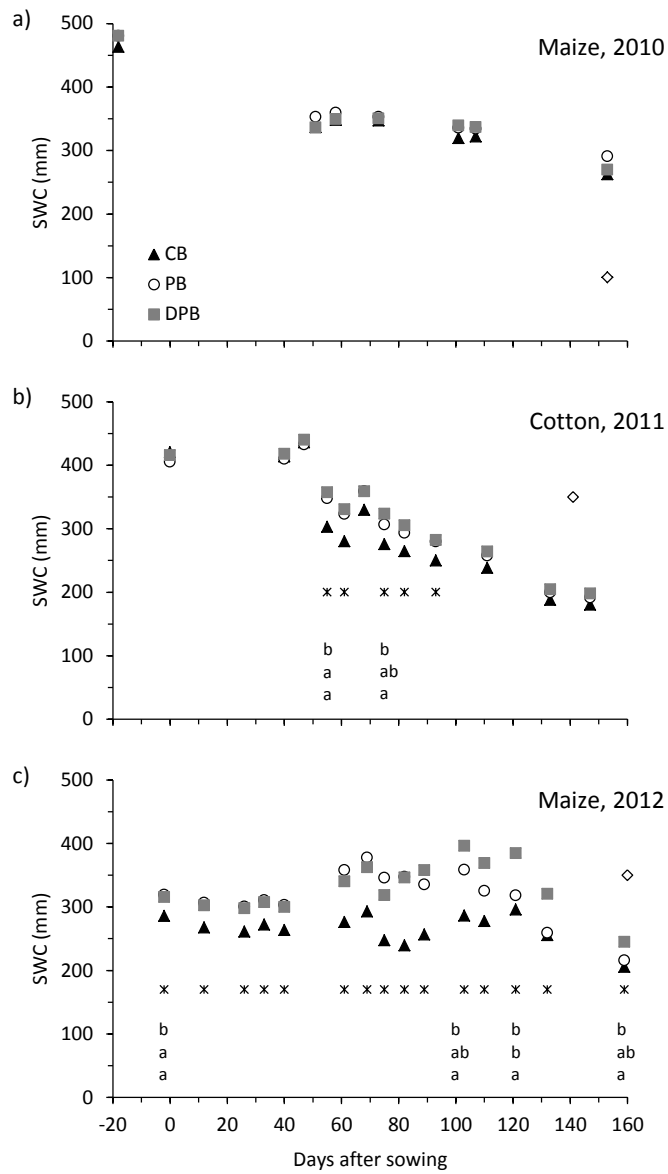 a)
Maize, 2010
500
400
300
200
100
0
SWC (mm)
CB
PB
DPB
b)
Cotton, 2011
500
400
300
200
100
0
SWC (mm)
b b
a ab
a a
c)
Maize, 2012
500
400
300
200
100
0
SWC (mm)
b b b b
a ab b ab
a a a a
-20 0 20 40 60 80 100 120 140 160
Days after sowing